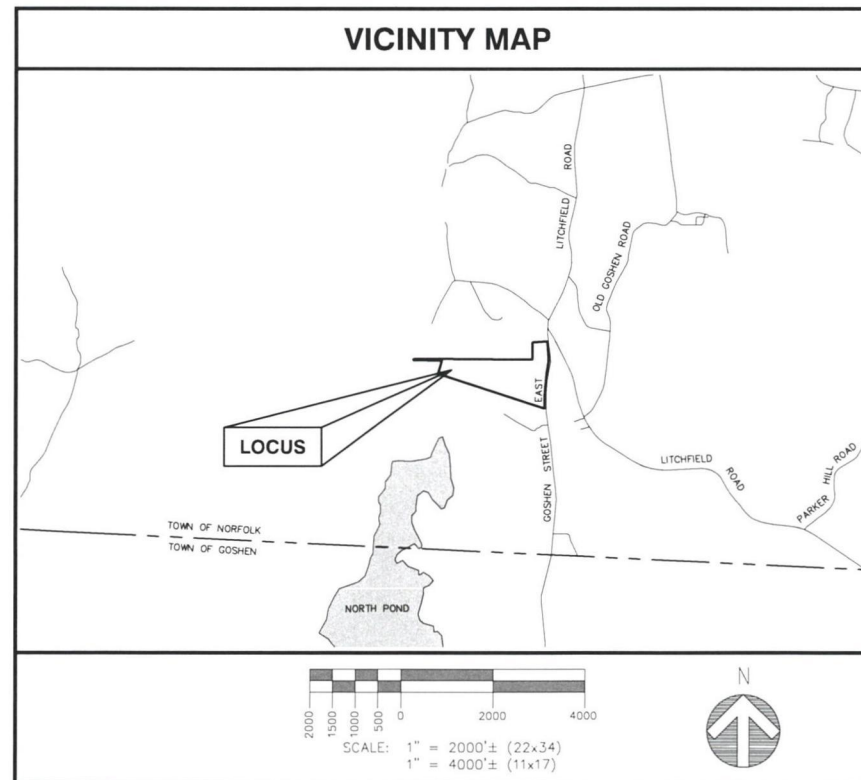 VICINITY MAP
LITCHFIELD ROAD
OLD GOSHEN ROAD
EAST
LOCUS
GOSHEN STREET
LITCHFIELD ROAD
PARKER HILL ROAD
TOWN OF NORFOLK
TOWN OF GOSHEN
NORTH POND
2000 1500 1000 500 0 2000 4000
SCALE: 1" = 2000'± (22x34)
1" = 4000'± (11x17)
N